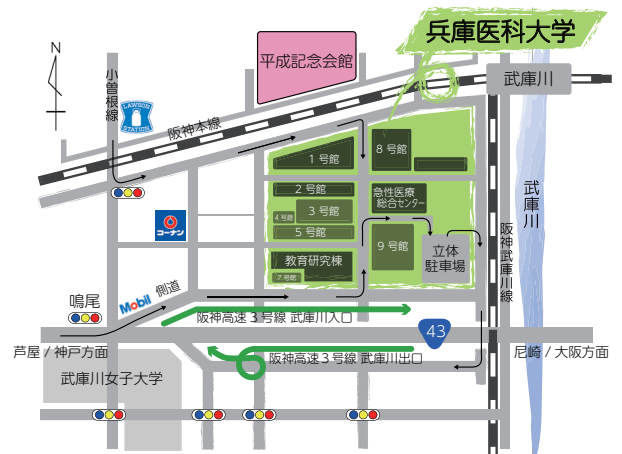 兵庫医科大学
N
平成記念会館
武庫川
小曽根線
LAWSON
STATION
阪神本線
1号館
8号館
2号館
急性医療
総合センター
3号館
4号館
5号館
9号館
教育研究棟
7号館
立体
駐車場
コーナン
武庫川
阪神武庫川線
鳴尾
Mobil
側道
阪神高速3号線 武庫川入口
43
芦屋/神戸方面
阪神高速3号線 武庫川出口
尼崎/大阪方面
武庫川女子大学